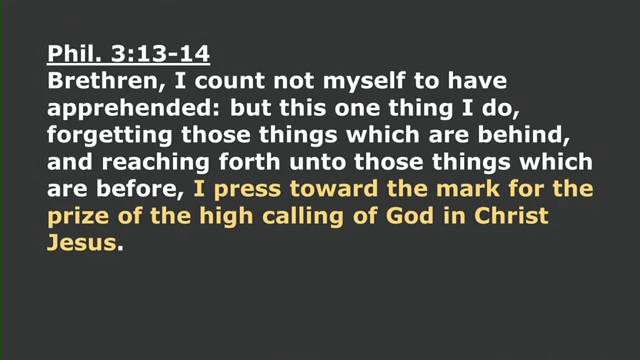 Phil. 3:13-14
Brethren, I count not myself to have
apprehended: but this one thing I do,
forgetting those things which are behind,
and reaching forth unto those things which
are before, I press toward the mark for the
prize of the high calling of God in Christ
Jesus.